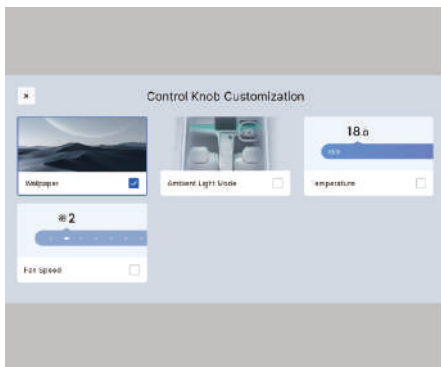 ×
Control Knob Customization
18.0
Wallpaper
Ambient Light Mode
Temperature
2
Fan Speed